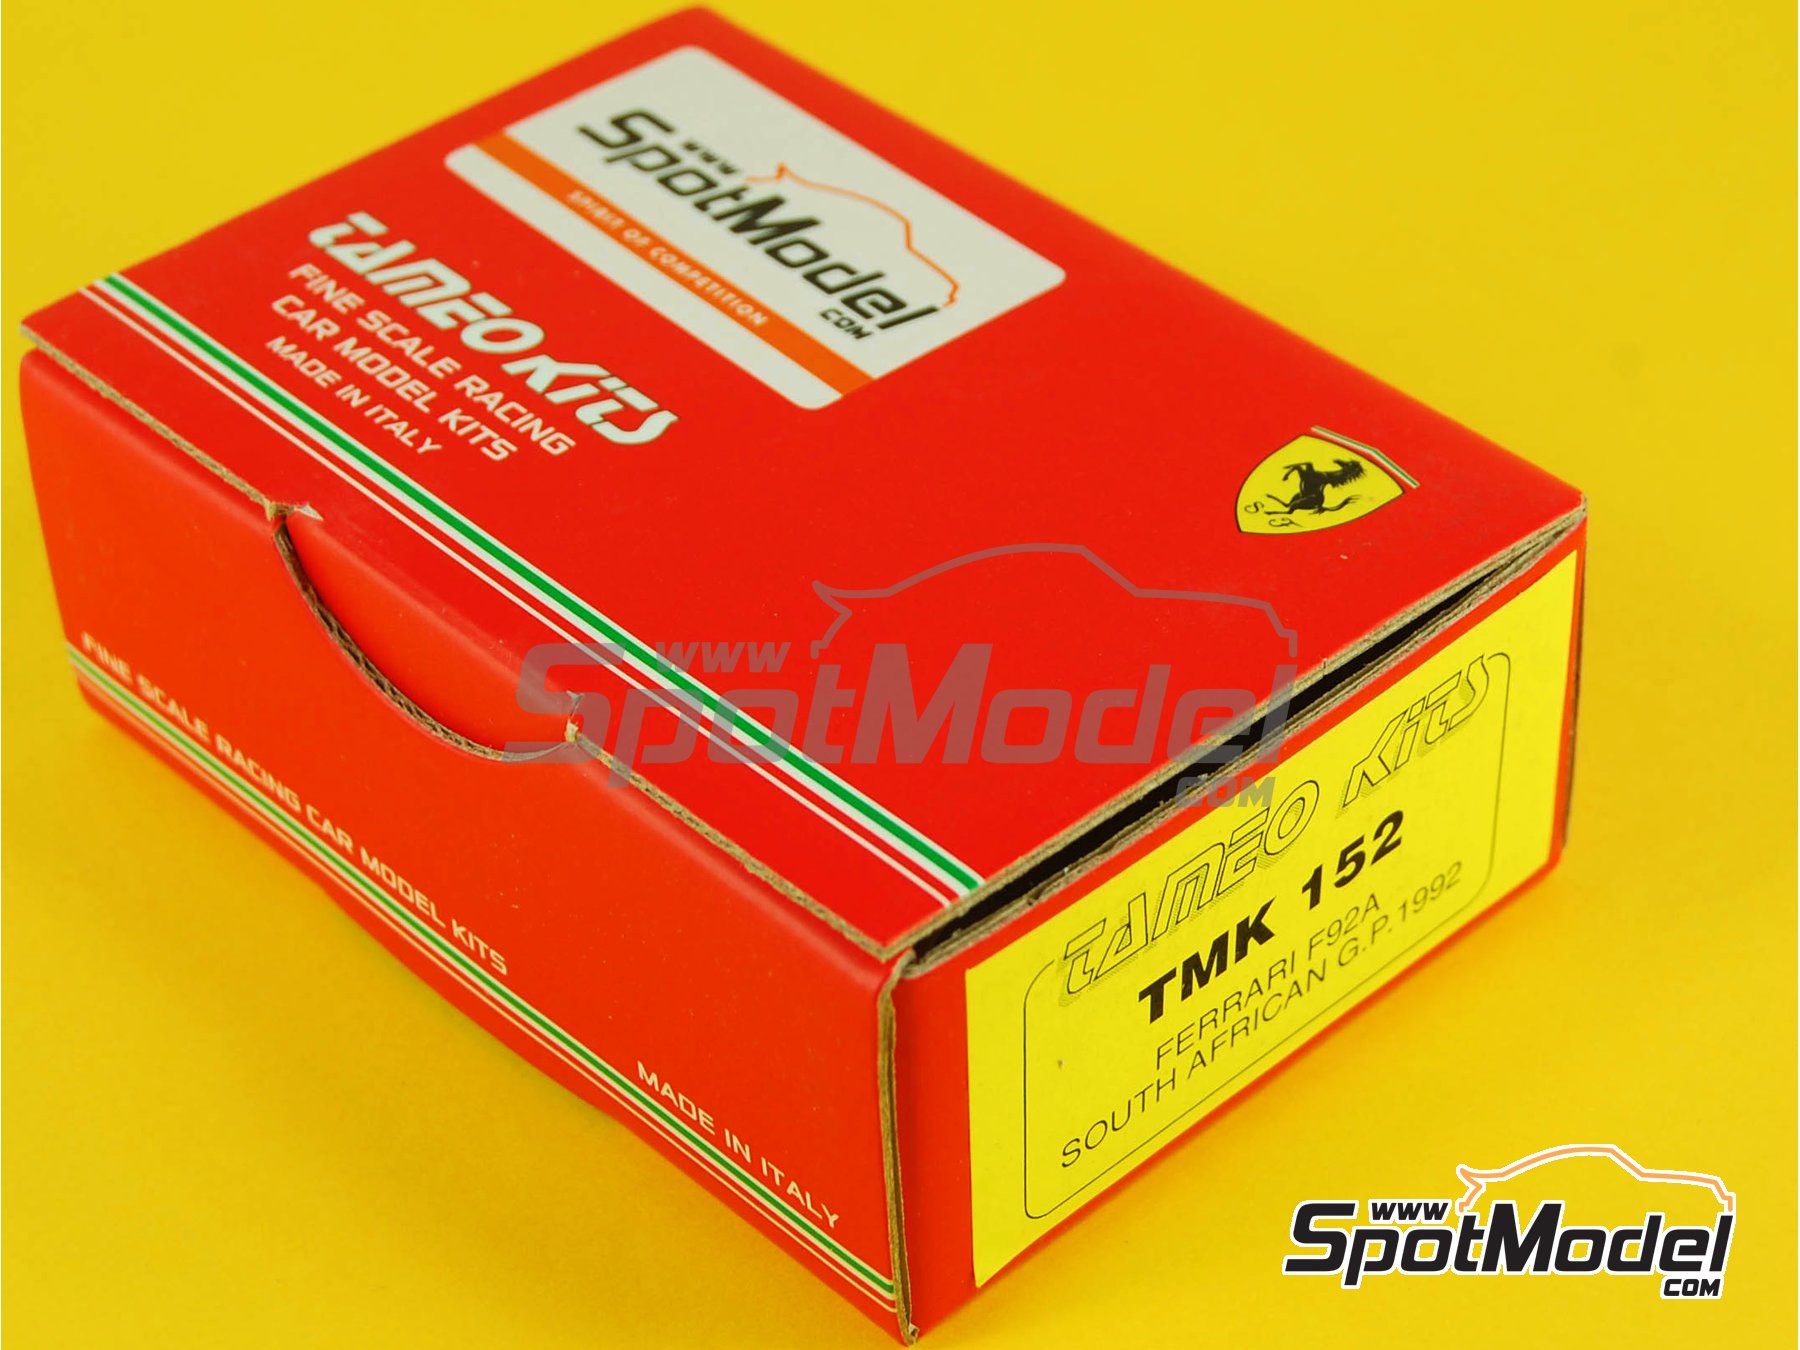 www
SpotModel
.com
SPIRIT OF COMPETITION
TAMEO KITS
FINE SCALE RACING
CAR MODEL KITS
MADE IN ITALY
S F
www
SpotModel
.com
FINE SCALE RACING CAR MODEL KITS
MADE IN ITALY
TAMEO KITS
TMK 152
FERRARI F92A
SOUTH AFRICAN G.P. 1992
www
SpotModel
.com